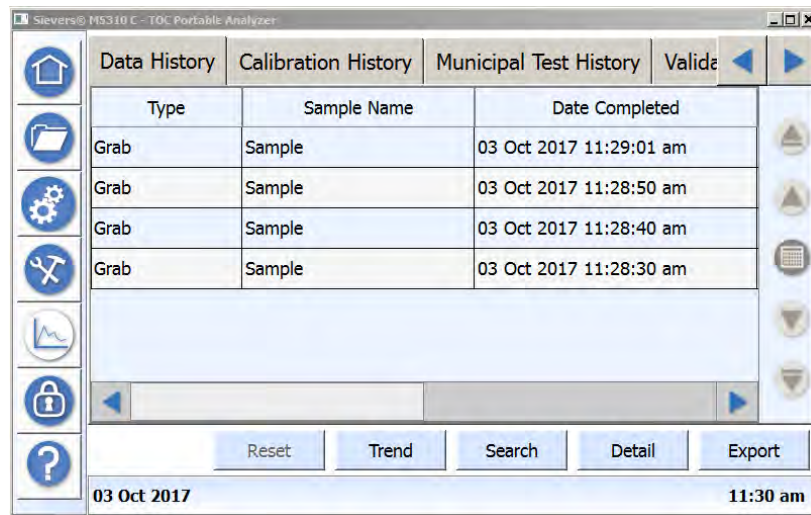 Sievers® M5310 C - TOC Portable Analyzer
Data History Calibration History Municipal Test History Valida
Type Sample Name Date Completed
Grab Sample 03 Oct 2017 11:29:01 am
Grab Sample 03 Oct 2017 11:28:50 am
Grab Sample 03 Oct 2017 11:28:40 am
Grab Sample 03 Oct 2017 11:28:30 am
Reset Trend Search Detail Export
?
03 Oct 2017 11:30 am